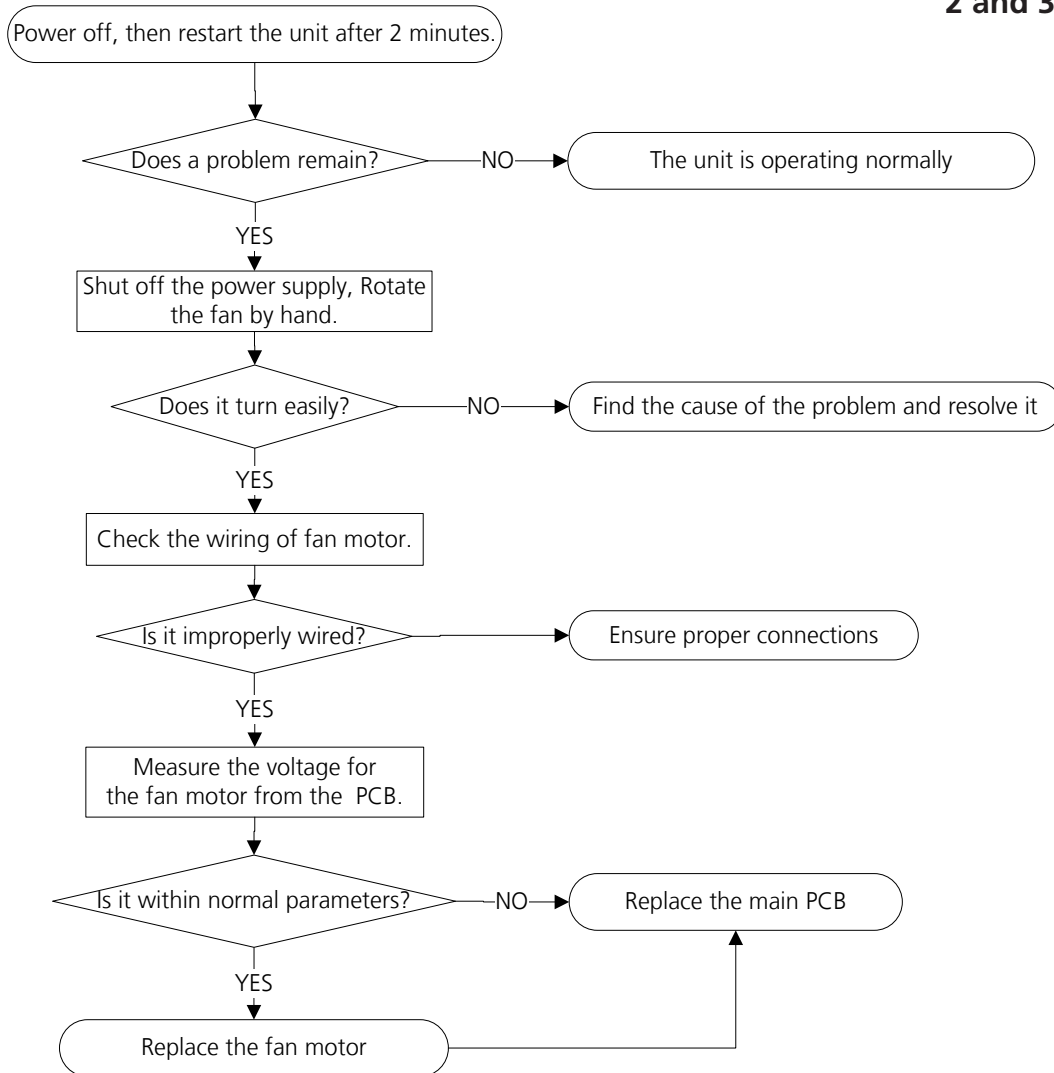 2 and 3
Power off, then restart the unit after 2 minutes.
Does a problem remain?
NO
The unit is operating normally
YES
Shut off the power supply, Rotate
the fan by hand.
Does it turn easily?
NO
Find the cause of the problem and resolve it
YES
Check the wiring of fan motor.
Is it improperly wired?
Ensure proper connections
YES
Measure the voltage for
the fan motor from the PCB.
Is it within normal parameters?
NO
Replace the main PCB
YES
Replace the fan motor